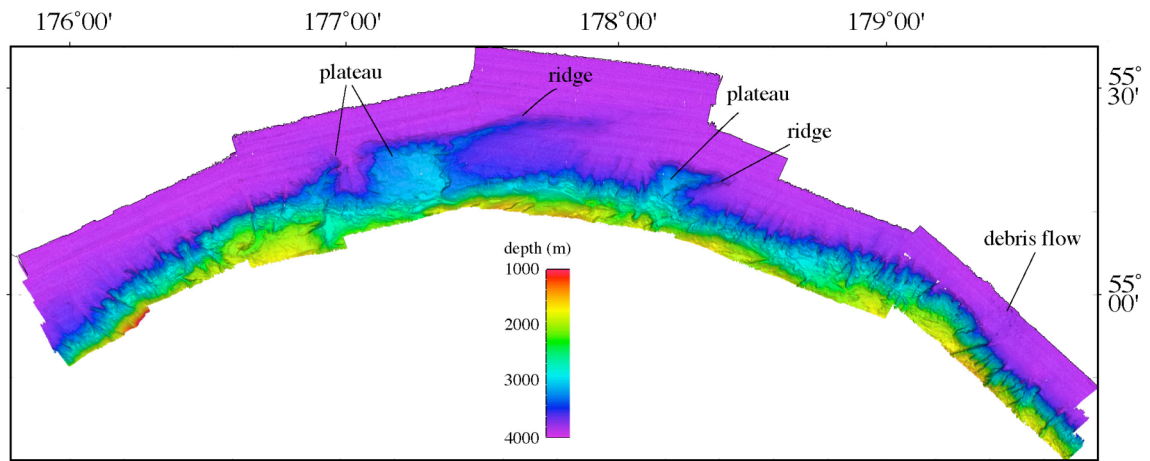 176°00' 177°00' 178°00' 179°00'
plateau
ridge
plateau
ridge
debris flow
55°
30'
55°
00'
depth (m)
1000
2000
3000
4000